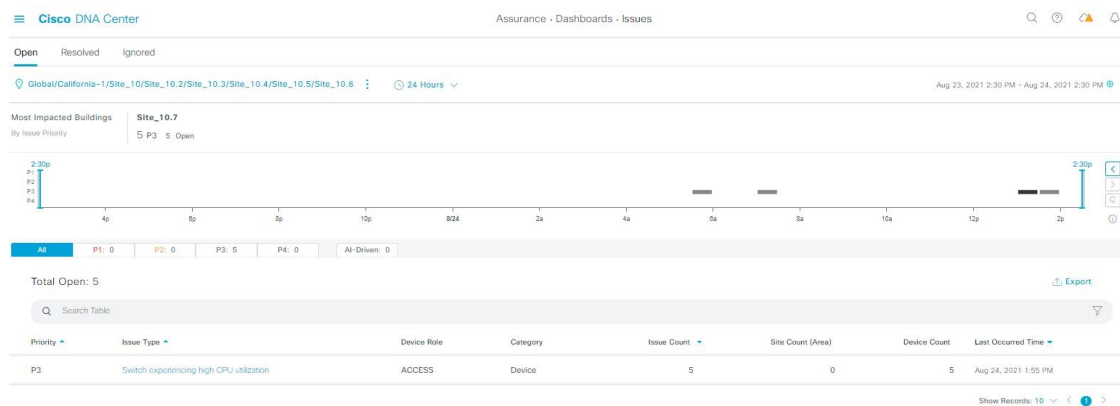 Cisco DNA Center
Assurance · Dashboards · Issues
Open Resolved Ignored
Global/California-1/Site_10/Site_10.2/Site_10.3/Site_10.4/Site_10.5/Site_10.6
24 Hours
Aug 23, 2021 2:30 PM - Aug 24, 2021 2:30 PM
Most Impacted Buildings
By Issue Priority
Site_10.7
5 P3 5 Open
2:30p 2:30p
P1
P2
P3
P4
4p 6p 8p 10p 8/24 2a 4a 6a 8a 10a 12p 2p
All P1: 0 P2: 0 P3: 5 P4: 0 AI-Driven: 0
Total Open: 5
Export
Search Table
Priority Issue Type Device Role Category Issue Count Site Count (Area) Device Count Last Occurred Time
P3 Switch experiencing high CPU utilization ACCESS Device 5 0 5 Aug 24, 2021 1:55 PM
Show Records: 10 1